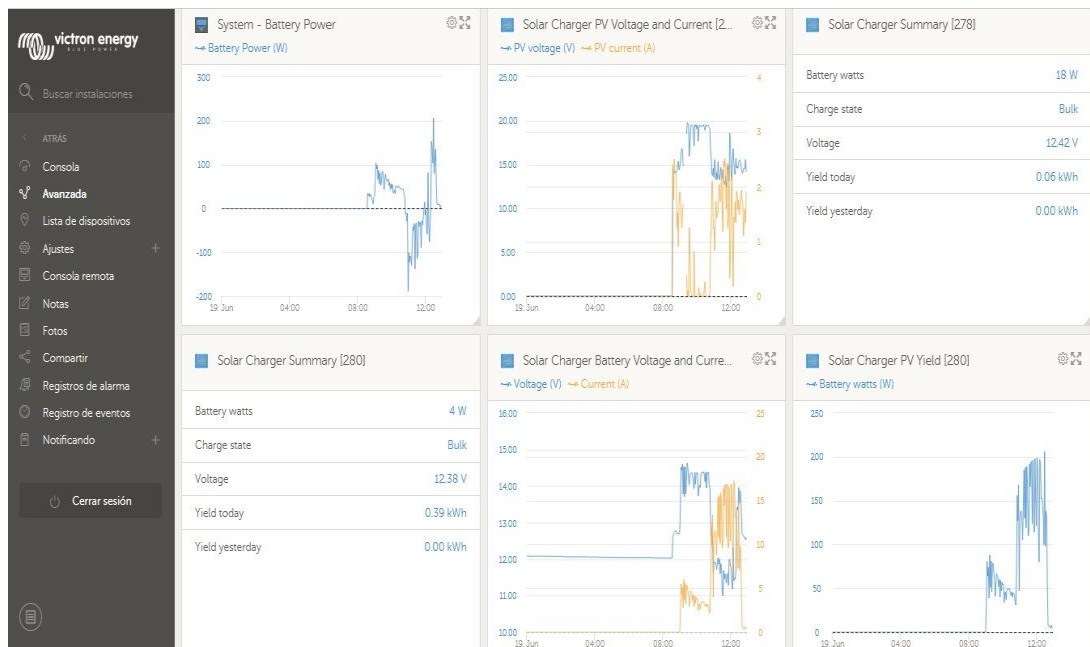 victron energy
BLUE POWER
Buscar instalaciones
ATRÁS
Consola
Avanzada
Lista de dispositivos
Ajustes
Consola remota
Notas
Fotos
Compartir
Registros de alarma
Registro de eventos
Notificando
Cerrar sesión
System - Battery Power
Battery Power (W)
300
200
100
0
-100
-200
19. Jun 04:00 08:00 12:00
Solar Charger PV Voltage and Current [2...
PV voltage (V) PV current (A)
25.00 4
20.00 3
15.00 2
10.00 1
5.00
0.00 0
19. Jun 04:00 08:00 12:00
Solar Charger Summary [278]
Battery watts 18 W
Charge state Bulk
Voltage 12.42 V
Yield today 0.06 kWh
Yield yesterday 0.00 kWh
Solar Charger Summary [280]
Battery watts 4 W
Charge state Bulk
Voltage 12.38 V
Yield today 0.39 kWh
Yield yesterday 0.00 kWh
Solar Charger Battery Voltage and Curre...
Voltage (V) Current (A)
16.00 25
15.00 20
14.00 15
13.00 10
12.00 5
11.00
10.00 0
19. Jun 04:00 08:00 12:00
Solar Charger PV Yield [280]
Battery watts (W)
250
200
150
100
50
0
19. Jun 04:00 08:00 12:00